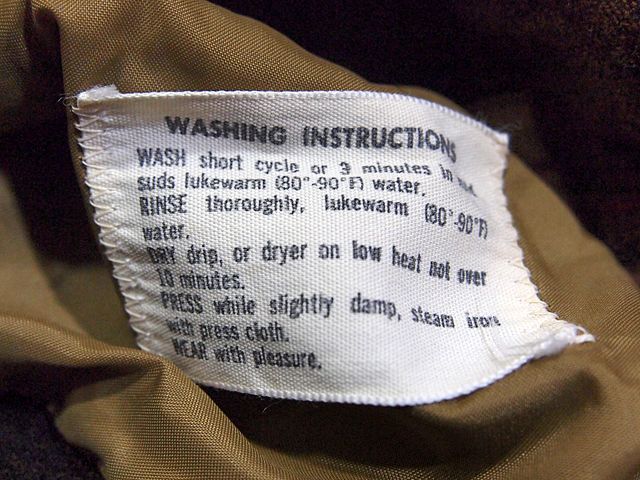 WASHING INSTRUCTIONS
WASH short cycle or 3 minutes in
suds lukewarm (80°-90°F) water.
RINSE thoroughly, lukewarm (80°-90°F)
water.
DRY drip, or dryer on low heat not over
10 minutes.
PRESS while slightly damp, steam iron
with press cloth.
WEAR with pleasure.